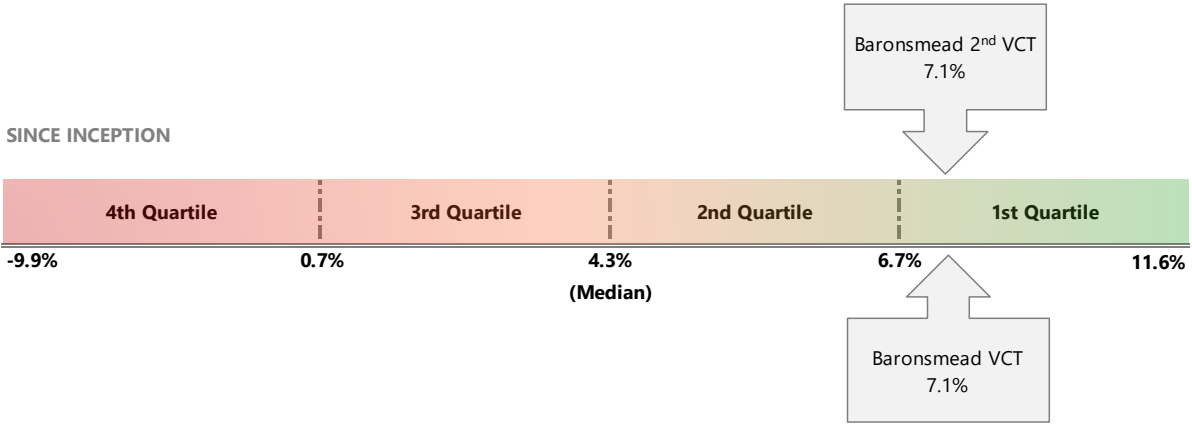 Baronsmead 2nd VCT
7.1%
SINCE INCEPTION
4th Quartile
3rd Quartile
2nd Quartile
1st Quartile
-9.9%
0.7%
4.3%
6.7%
11.6%
(Median)
Baronsmead VCT
7.1%